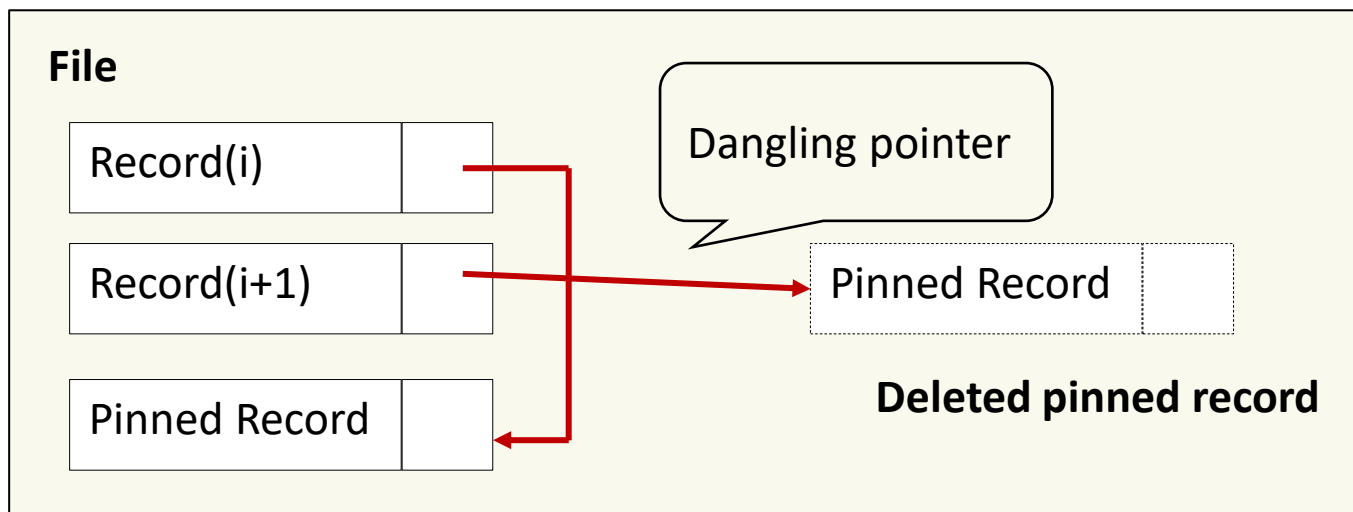 File
Record(i)
Dangling pointer
Record(i+1)
Pinned Record
Pinned Record
Deleted pinned record